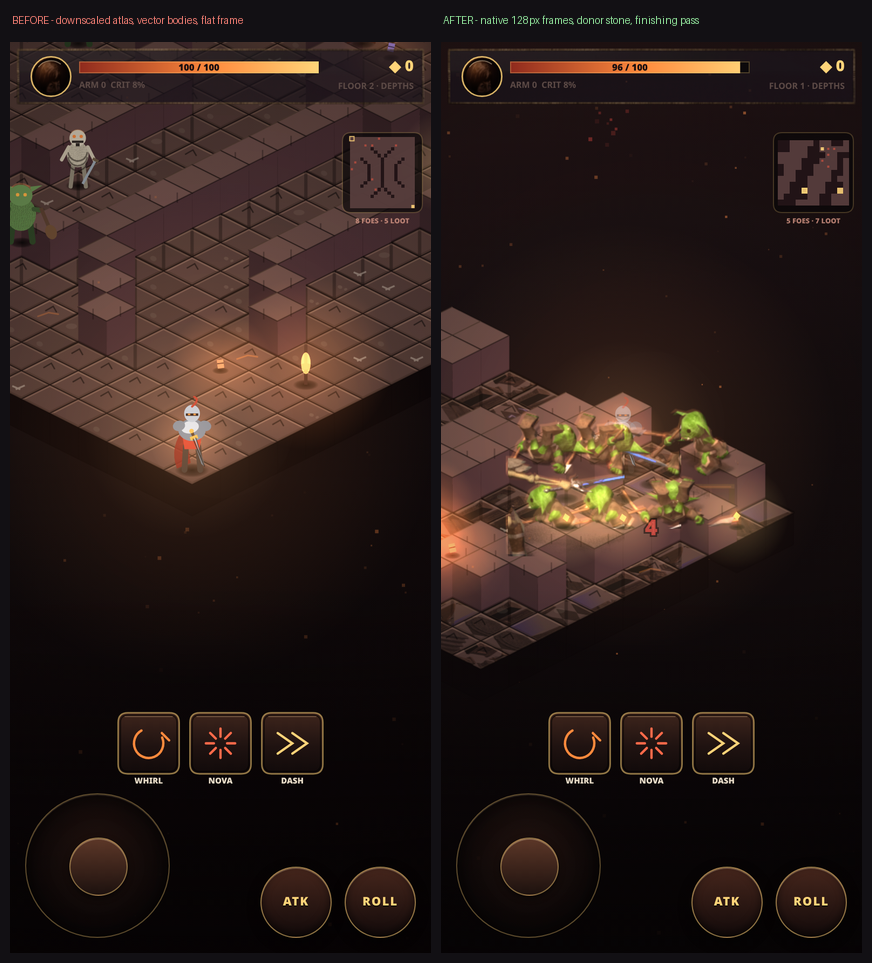 BEFORE - downscaled atlas, vector bodies, flat frame
AFTER - native 128px frames, donor stone, finishing pass
100 / 100
0
ARM 0 CRIT 8%
FLOOR 2 · DEPTHS
8 FOES · 5 LOOT
WHIRL
NOVA
DASH
ATK
ROLL
96 / 100
0
ARM 0 CRIT 8%
FLOOR 1 · DEPTHS
5 FOES · 7 LOOT
4
WHIRL
NOVA
DASH
ATK
ROLL